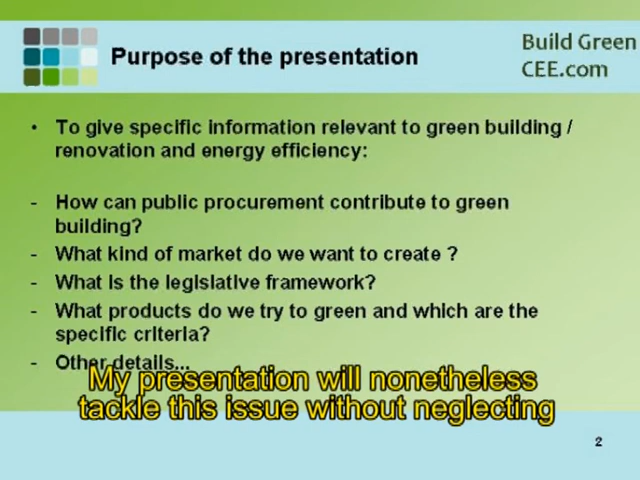 Purpose of the presentation
Build Green
CEE.com
• To give specific information relevant to green building /
renovation and energy efficiency:
- How can public procurement contribute to green
building?
- What kind of market do we want to create ?
- What is the legislative framework?
- What products do we try to green and which are the
specific criteria?
- Other details...
My presentation will nonetheless
tackle this issue without neglecting
2